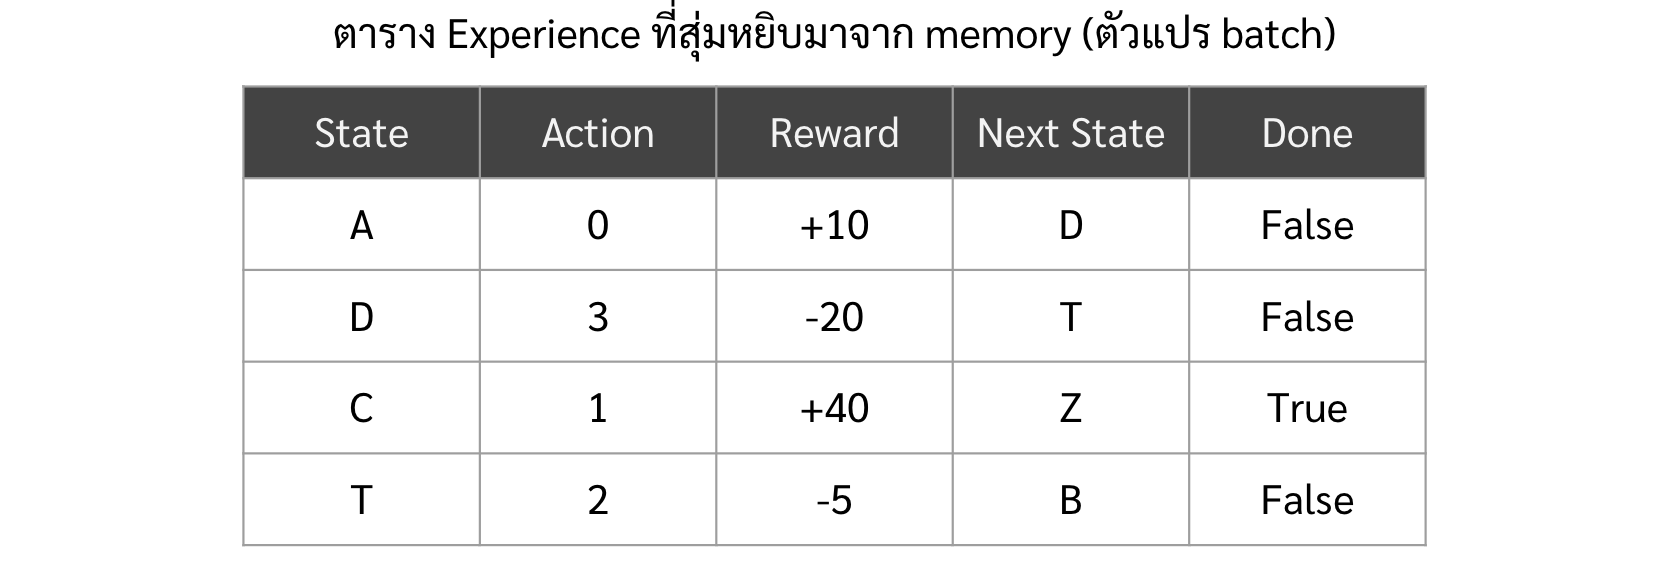 ตาราง Experience ที่สุ่มหยิบมาจาก memory (ตัวแปร batch)
State Action Reward Next State Done
A 0 +10 D False
D 3 -20 T False
C 1 +40 Z True
T 2 -5 B False